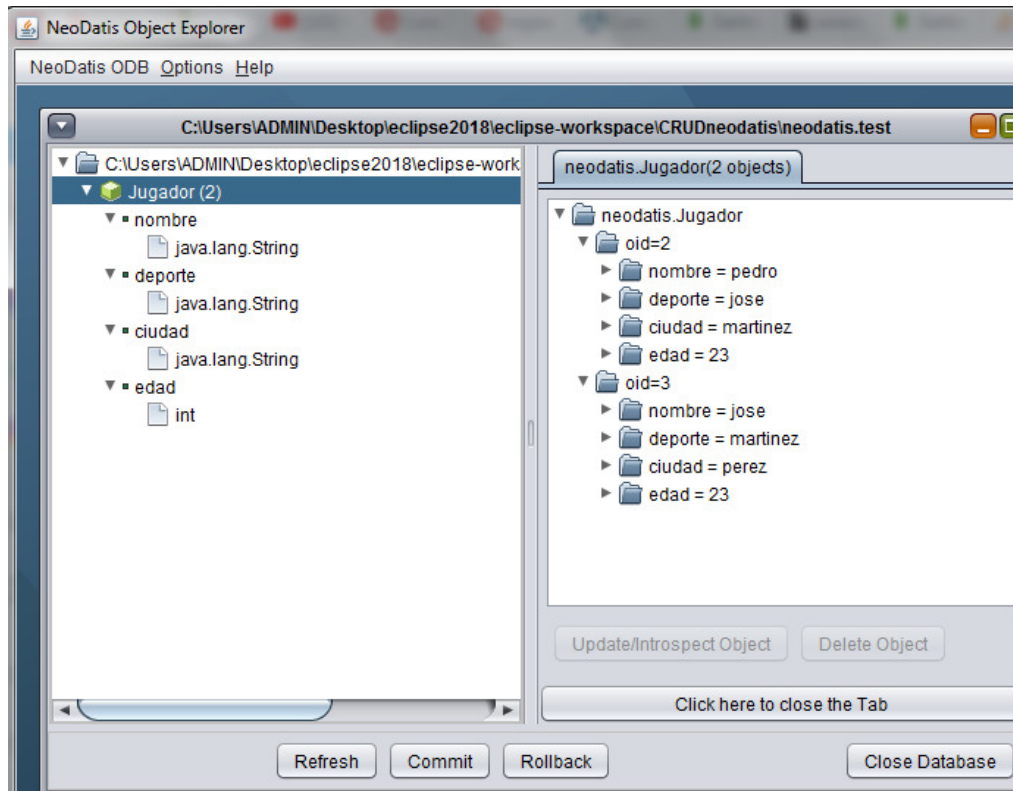 NeoDatis Object Explorer
NeoDatis ODB Options Help
C:\Users\ADMIN\Desktop\eclipse2018\eclipse-workspace\CRUDneodatis\neodatis.test
C:\Users\ADMIN\Desktop\eclipse2018\eclipse-work
Jugador (2)
nombre
java.lang.String
deporte
java.lang.String
ciudad
java.lang.String
edad
int
neodatis.Jugador(2 objects)
neodatis.Jugador
oid=2
nombre = pedro
deporte = jose
ciudad = martinez
edad = 23
oid=3
nombre = jose
deporte = martinez
ciudad = perez
edad = 23
Update/Introspect Object Delete Object
Click here to close the Tab
Refresh Commit Rollback Close Database